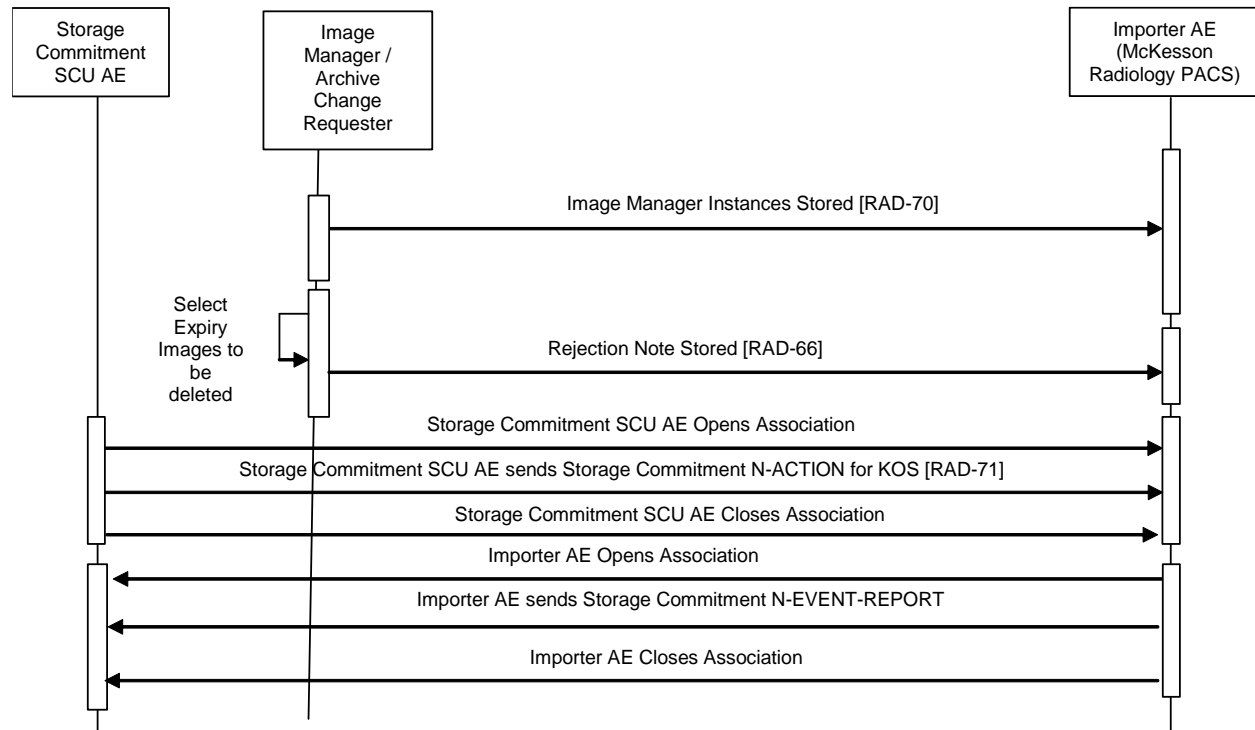 Storage
Commitment
SCU AE
Image
Manager /
Archive
Change
Requester
Importer AE
(McKesson
Radiology PACS)
Image Manager Instances Stored [RAD-70]
Select
Expiry
Images to
be
deleted
Rejection Note Stored [RAD-66]
Storage Commitment SCU AE Opens Association
Storage Commitment SCU AE sends Storage Commitment N-ACTION for KOS [RAD-71]
Storage Commitment SCU AE Closes Association
Importer AE Opens Association
Importer AE sends Storage Commitment N-EVENT-REPORT
Importer AE Closes Association